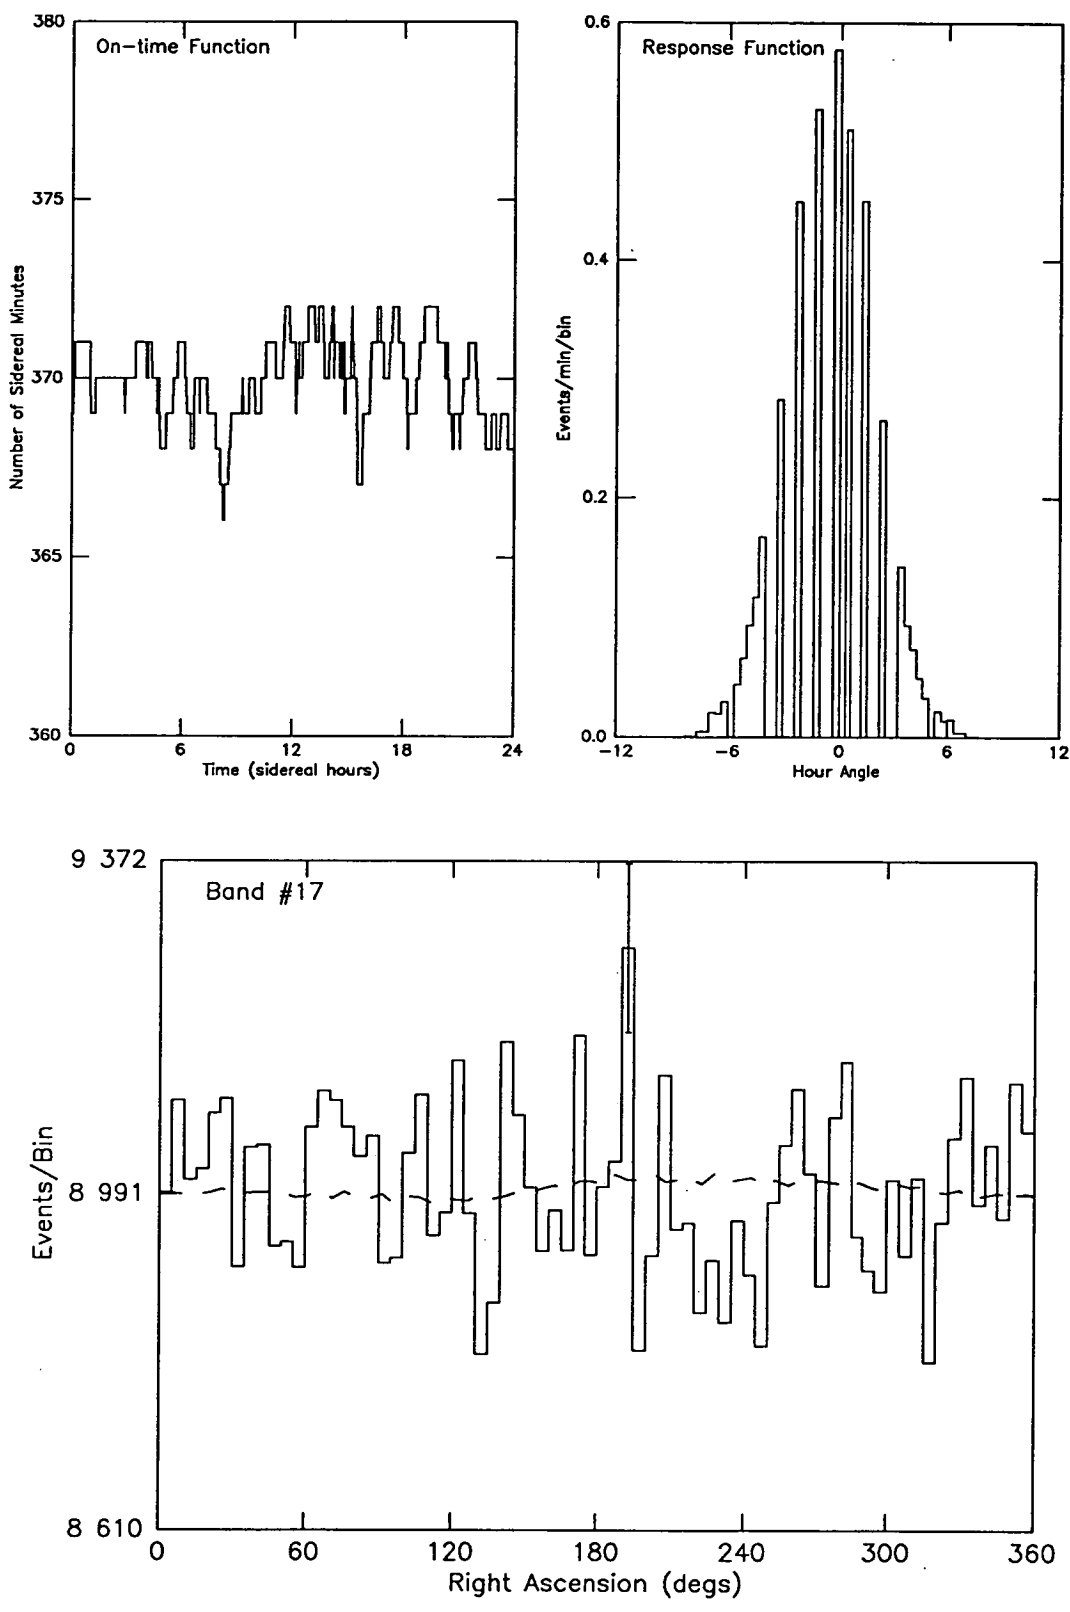 380
On-time Function
375
370
365
360
Number of Sidereal Minutes
0 6 12 18 24
Time (sidereal hours)
0.6
Response Function
0.4
0.2
0.0
Events/min/bin
-12 -6 0 6 12
Hour Angle
9 372
Band #17
8 991
8 610
Events/Bin
0 60 120 180 240 300 360
Right Ascension (degs)